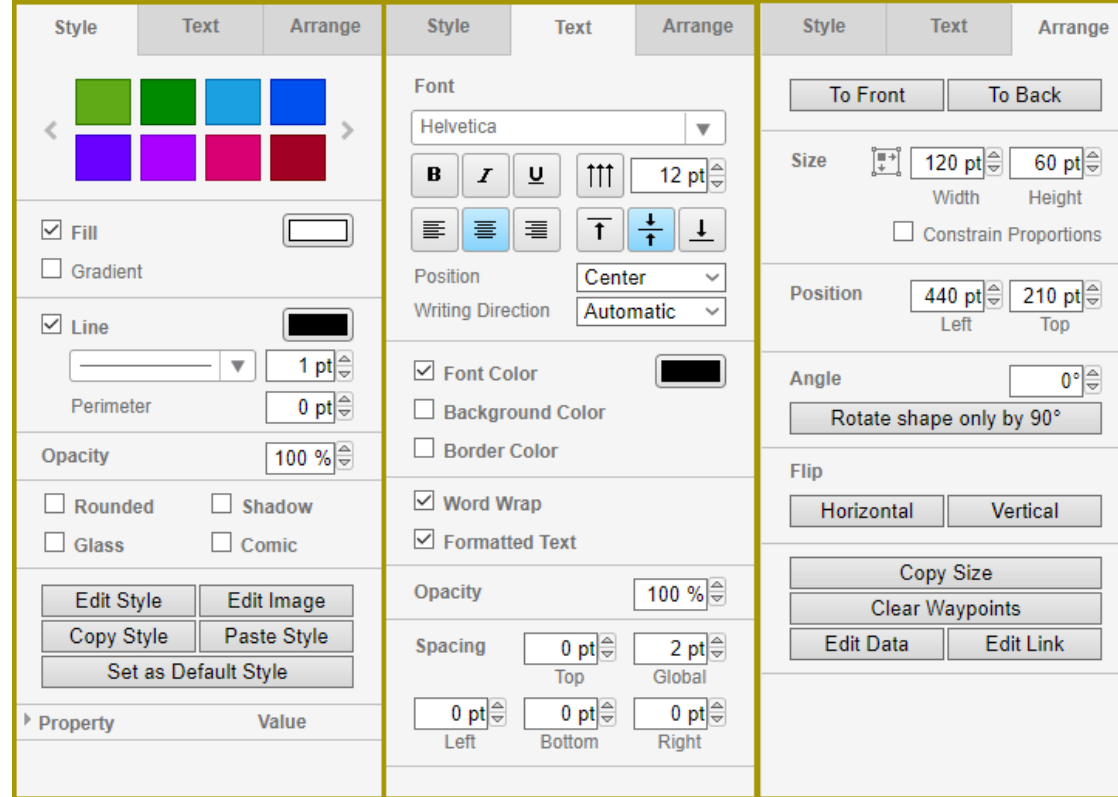 Style Text Arrange
Fill
Gradient
Line
1 pt
Perimeter 0 pt
Opacity 100 %
Rounded Shadow
Glass Comic
Edit Style Edit Image
Copy Style Paste Style
Set as Default Style
Property Value
Style Text Arrange
Font
Helvetica
B I U 12 pt
Position Center
Writing Direction Automatic
Font Color
Background Color
Border Color
Word Wrap
Formatted Text
Opacity 100 %
Spacing 0 pt 2 pt
Top Global
0 pt 0 pt 0 pt
Left Bottom Right
Style Text Arrange
To Front To Back
Size 120 pt 60 pt
Width Height
Constrain Proportions
Position 440 pt 210 pt
Left Top
Angle 0°
Rotate shape only by 90°
Flip
Horizontal Vertical
Copy Size
Clear Waypoints
Edit Data Edit Link